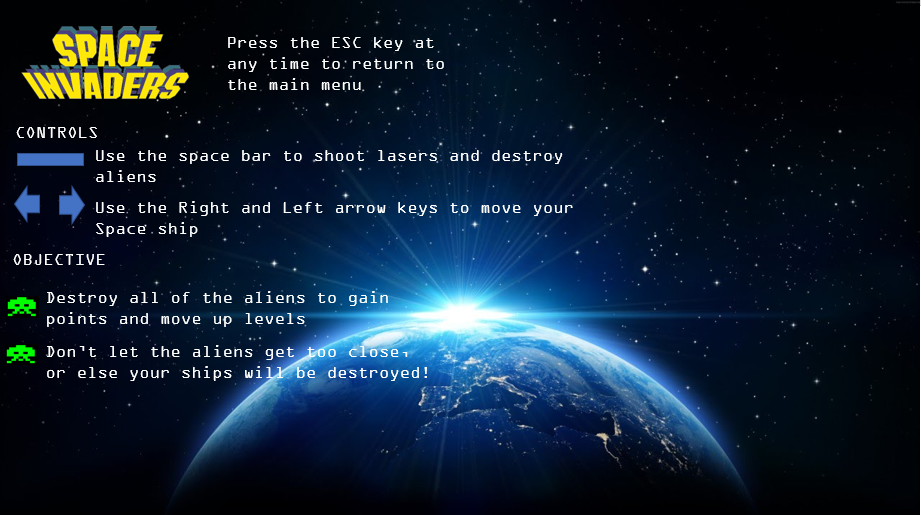 SPACE
INVADERS
Press the ESC key at
any time to return to
the main menu
CONTROLS
Use the space bar to shoot lasers and destroy
aliens
Use the Right and Left arrow keys to move your
Space ship
OBJECTIVE
Destroy all of the aliens to gain
points and move up levels
Don't let the aliens get too close,
or else your ships will be destroyed!